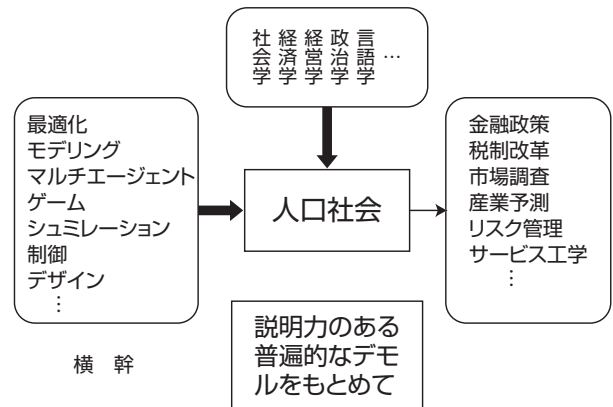 社会学
経済学
経営学
政治学
言語学
…
最適化
モデリング
マルチエージェント
ゲーム
シュミレーション
制御
デザイン
…
人口社会
金融政策
税制改革
市場調査
産業予測
リスク管理
サービス工学
…
説明力のある
普遍的なデモ
ルをもとめて
横 幹